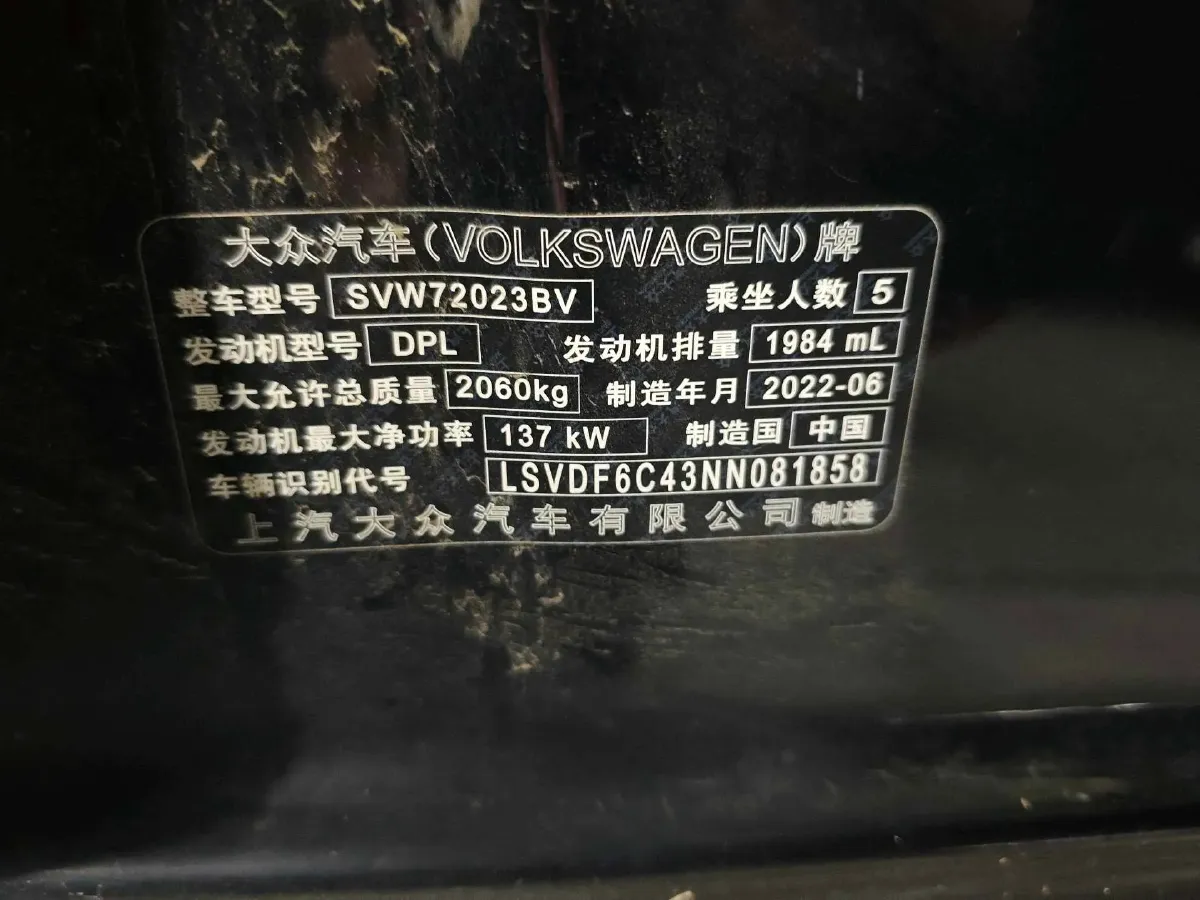 大众汽车(VOLKSWAGEN)牌
整车型号 SVW72023BV 乘坐人数 5
发动机型号 DPL 发动机排量 1984 mL
最大允许总质量 2060kg 制造年月 2022-06
发动机最大净功率 137 kW 制造国 中国
车辆识别代号 LSVDF6C43NN081858
上汽大众汽车有限公司 制造